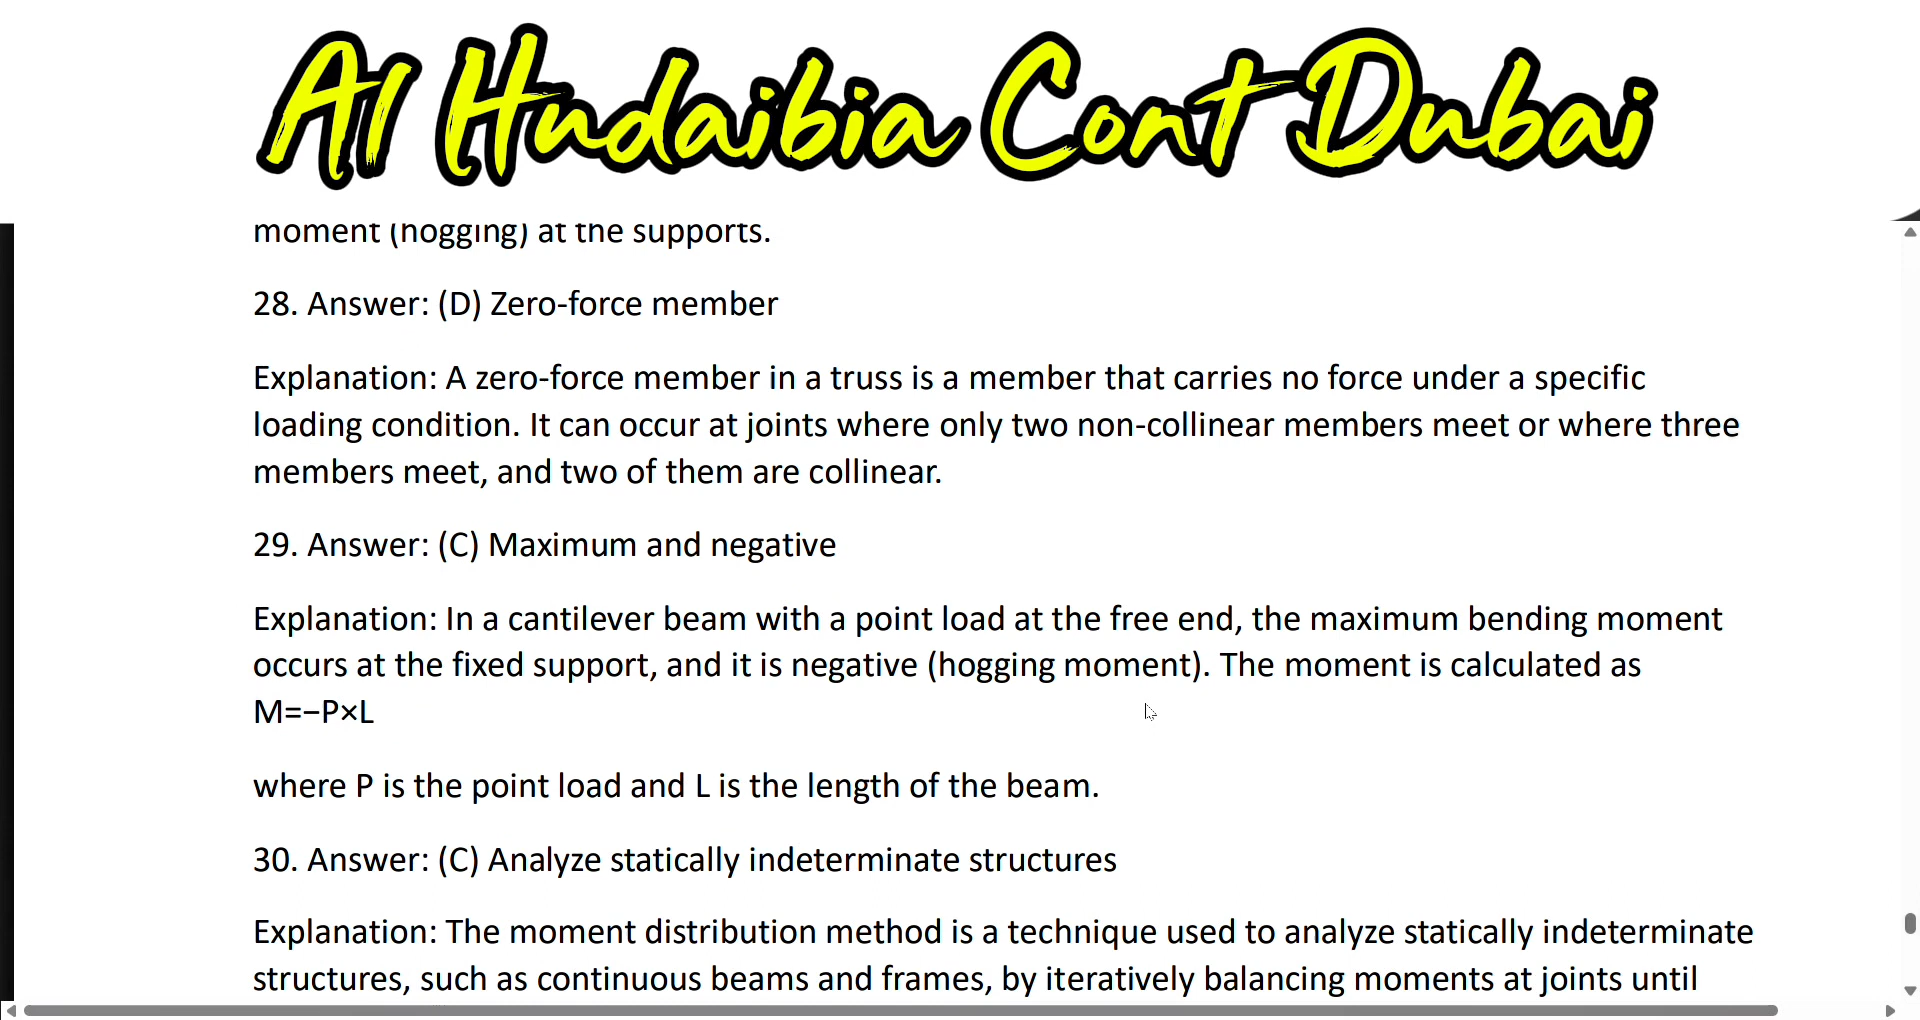 Al Hudaibia Cont Dubai
moment (hogging) at the supports.
28. Answer: (D) Zero-force member
Explanation: A zero-force member in a truss is a member that carries no force under a specific
loading condition. It can occur at joints where only two non-collinear members meet or where three
members meet, and two of them are collinear.
29. Answer: (C) Maximum and negative
Explanation: In a cantilever beam with a point load at the free end, the maximum bending moment
occurs at the fixed support, and it is negative (hogging moment). The moment is calculated as
M=−P×L
where P is the point load and L is the length of the beam.
30. Answer: (C) Analyze statically indeterminate structures
Explanation: The moment distribution method is a technique used to analyze statically indeterminate
structures, such as continuous beams and frames, by iteratively balancing moments at joints until